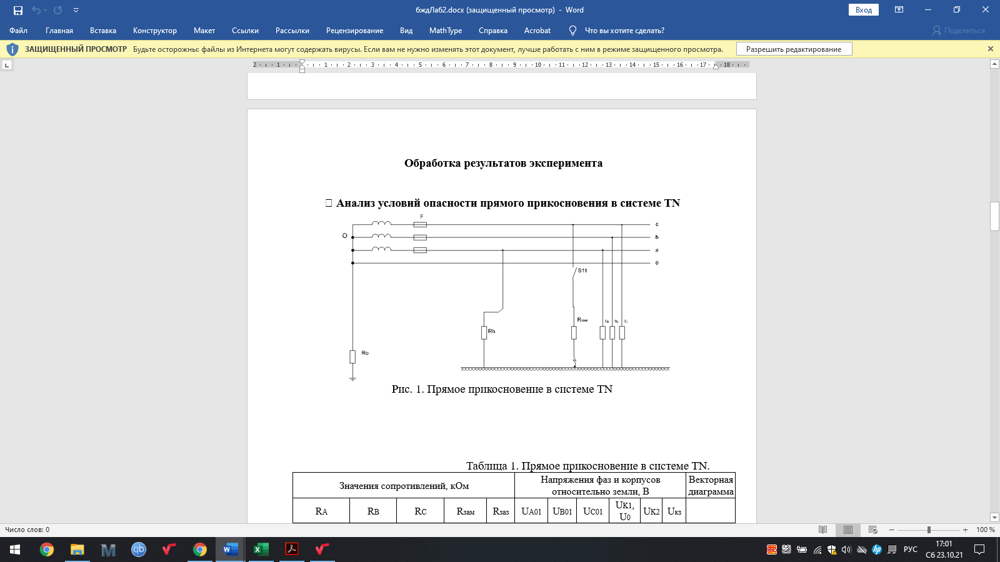 бждЛаб2.docx (защищенный просмотр) - Word
Вход
Файл Главная Вставка Конструктор Макет Ссылки Рассылки Рецензирование Вид MathType Справка Acrobat Что вы хотите сделать? Поделиться
ЗАЩИЩЕННЫЙ ПРОСМОТР Будьте осторожны: файлы из Интернета могут содержать вирусы. Если вам не нужно изменять этот документ, лучше работать с ним в режиме защищенного просмотра. Разрешить редактирование
2 1 1 2 3 4 5 6 7 8 9 10 11 12 13 14 15 16 17 18
Обработка результатов эксперимента
Анализ условий опасности прямого прикосновения в системе TN
F
c
O
b
a
0
S11
Rзам
ra
rb
rc
Rh
Ro
Рис. 1. Прямое прикосновение в системе TN
Таблица 1. Прямое прикосновение в системе TN.
Значения сопротивлений, кОм
Напряжения фаз и корпусов относительно земли, В
Векторная диаграмма
RA RB RC Rзам Rзаз UA01 UB01 UC01 UK1, U0 UK2 Uкз
Число слов: 0
100 %
РУС
17:01
Сб 23.10.21